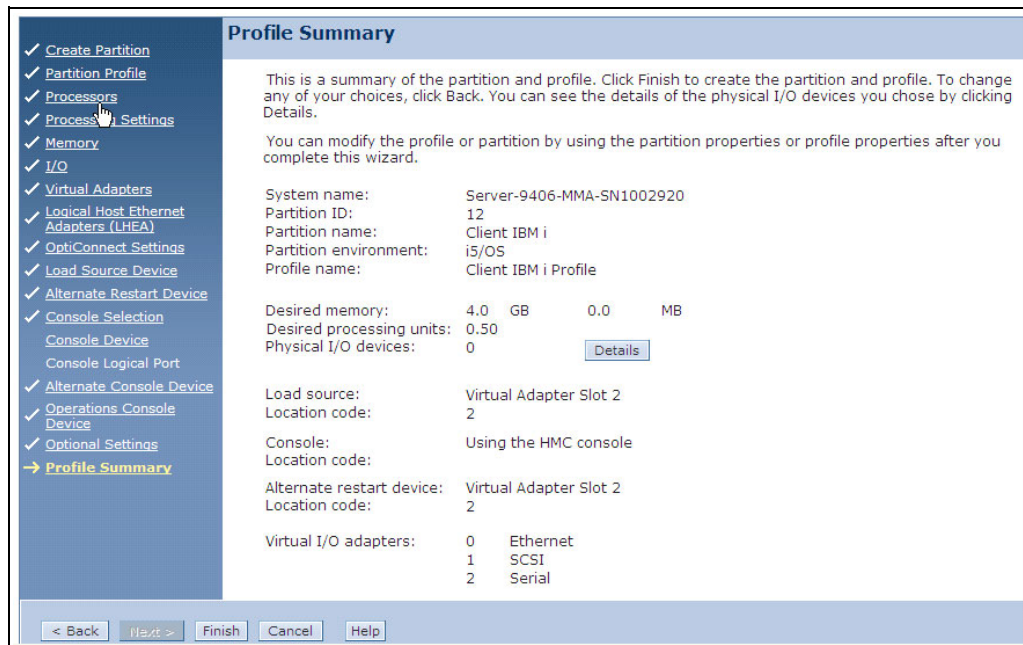 Create Partition
Partition Profile
Processors
Processing Settings
Memory
I/O
Virtual Adapters
Logical Host Ethernet
Adapters (LHEA)
OptiConnect Settings
Load Source Device
Alternate Restart Device
Console Selection
Console Device
Console Logical Port
Alternate Console Device
Operations Console
Device
Optional Settings
Profile Summary
Profile Summary
This is a summary of the partition and profile. Click Finish to create the partition and profile. To change
any of your choices, click Back. You can see the details of the physical I/O devices you chose by clicking
Details.
You can modify the profile or partition by using the partition properties or profile properties after you
complete this wizard.
System name: Server-9406-MMA-SN1002920
Partition ID: 12
Partition name: Client IBM i
Partition environment: i5/OS
Profile name: Client IBM i Profile
Desired memory: 4.0 GB 0.0 MB
Desired processing units: 0.50
Physical I/O devices: 0 Details
Load source: Virtual Adapter Slot 2
Location code: 2
Console: Using the HMC console
Location code:
Alternate restart device: Virtual Adapter Slot 2
Location code: 2
Virtual I/O adapters: 0 Ethernet
1 SCSI
2 Serial
< Back Next > Finish Cancel Help